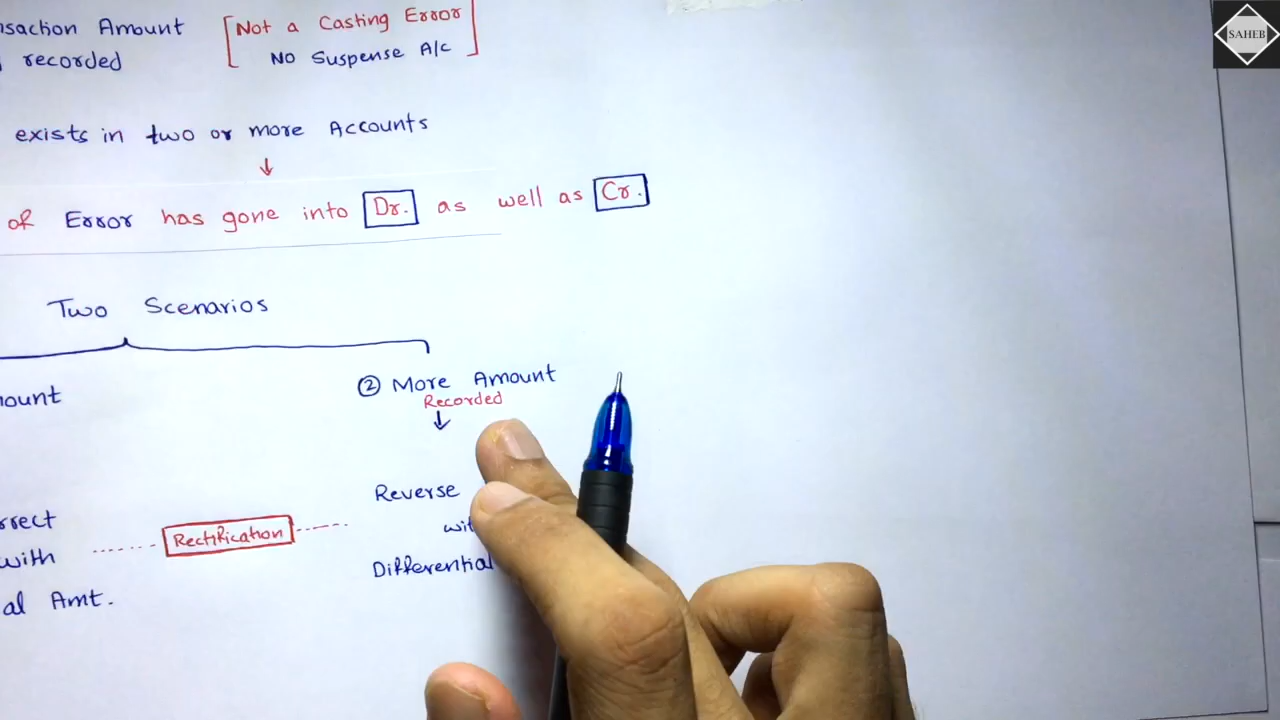 nsaction Amount [Not a Casting Error
recorded No Suspense A/c]
exists in two or more Accounts
↓
of Error has gone into Dr. as well as Cr.
Two Scenarios
ount
② More Amount
Recorded
↓
rrect
with
al Amt.
Rectification
Reverse
wit
Differential
SAHEB